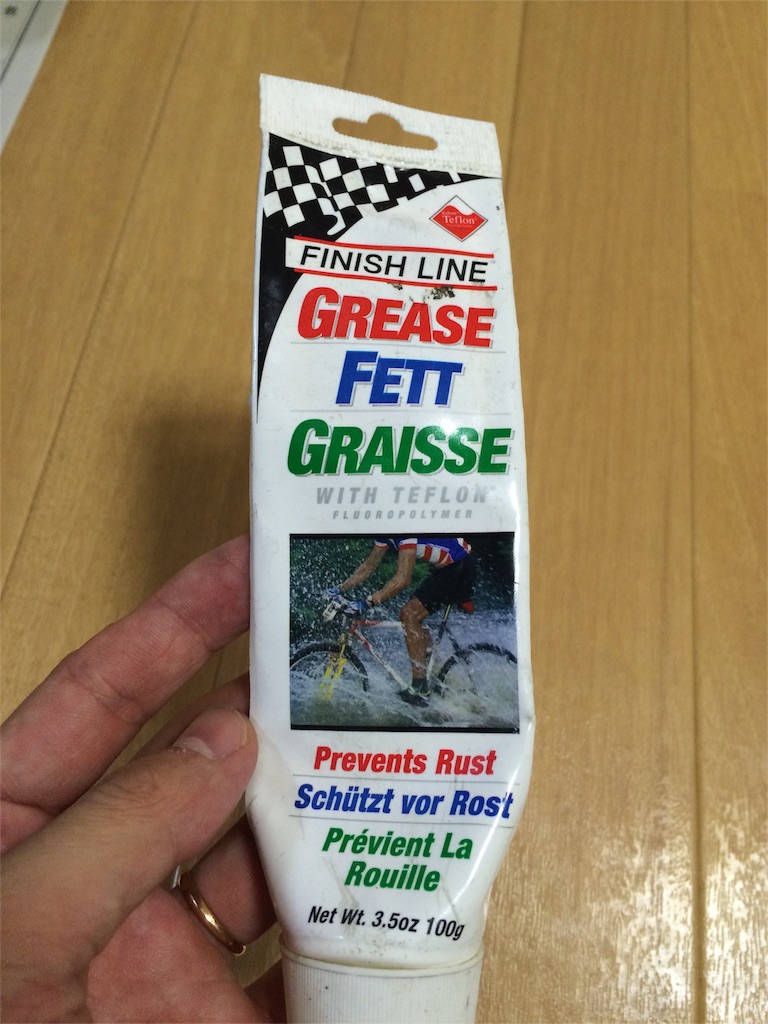 Teflon
FINISH LINE
GREASE
FETT
GRAISSE
WITH TEFLON
FLUOROPOLYMER
Prevents Rust
Schützt vor Rost
Prévient La
Rouille
Net Wt. 3.5oz 100g